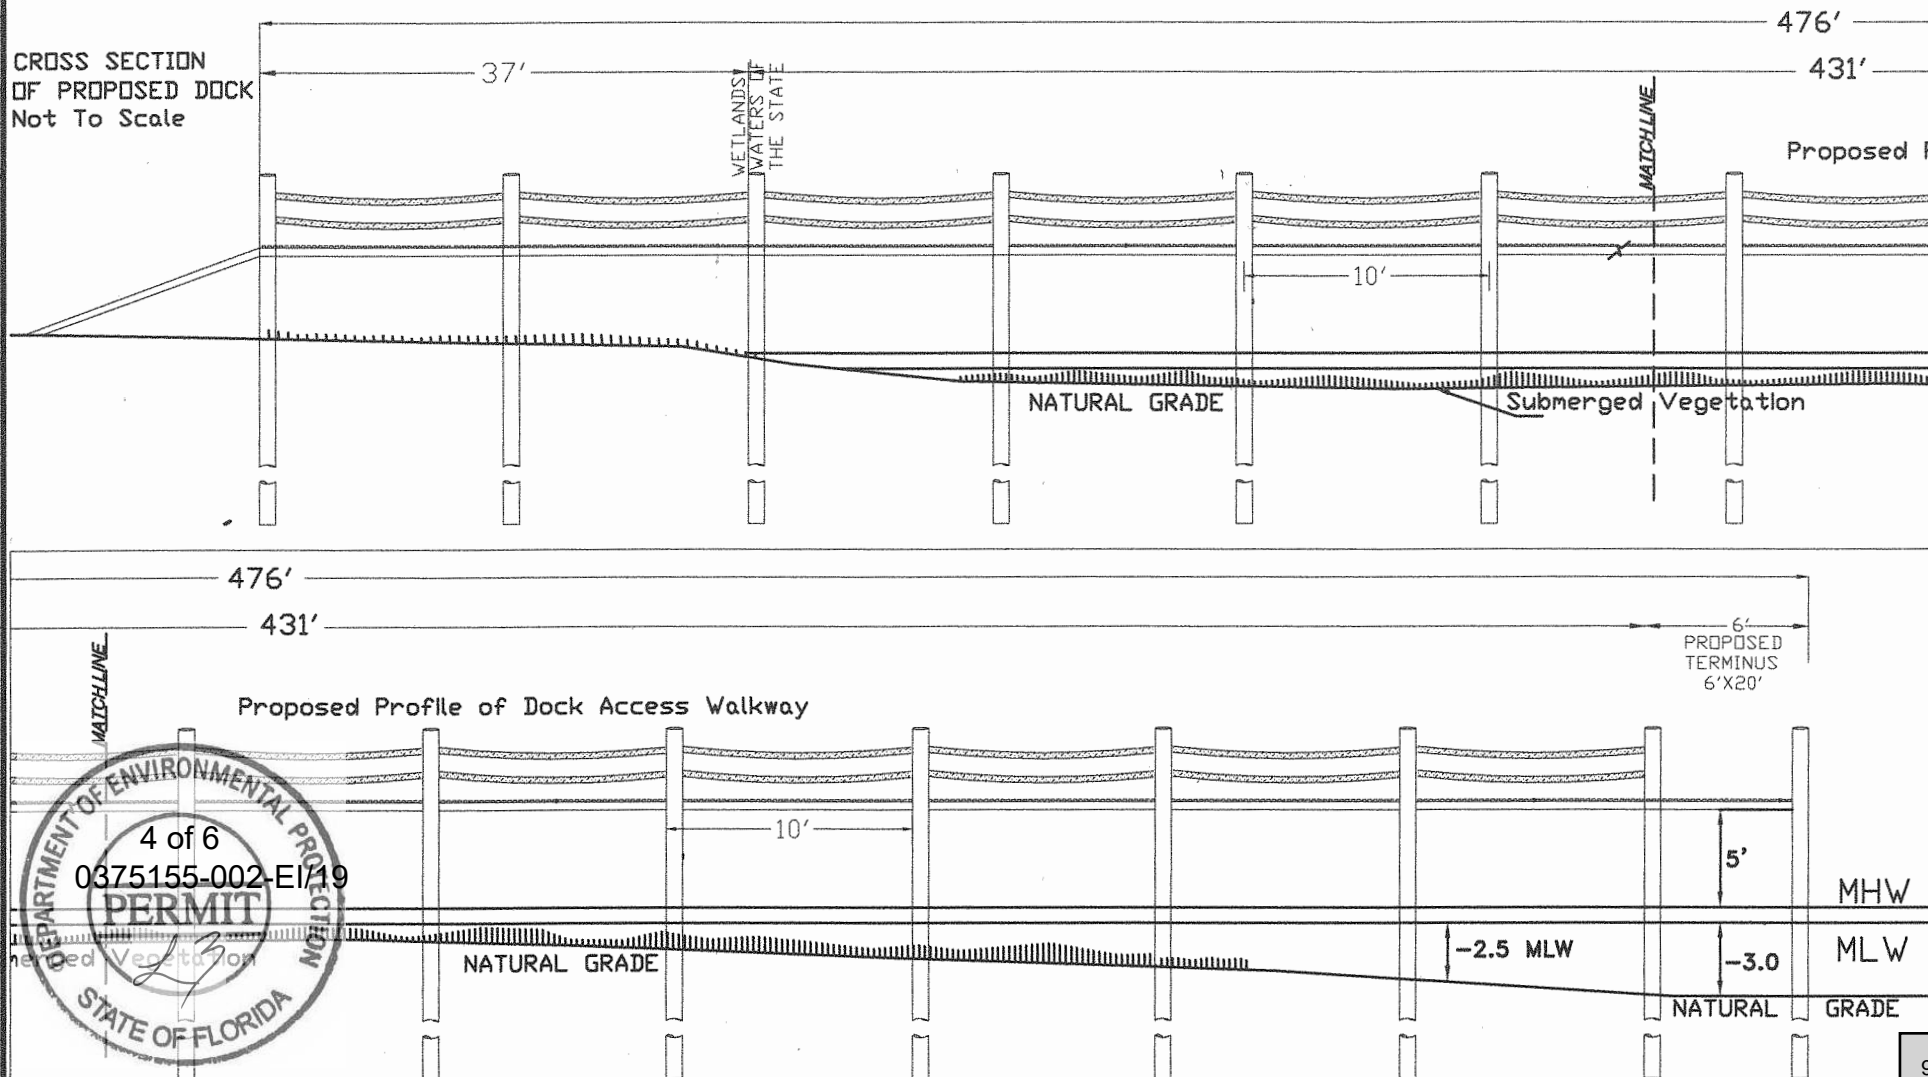 476'
CROSS SECTION
OF PROPOSED DOCK
Not To Scale
37'
WETLANDS
WATERS OF
THE STATE
431'
MATCHLINE
Proposed
10'
NATURAL GRADE
Submerged Vegetation
476'
431'
6'
PROPOSED
TERMINUS
6'X20'
MATCHLINE
Proposed Profile of Dock Access Walkway
DEPARTMENT OF ENVIRONMENTAL PROTECTION
4 of 6
0375155-002-EI/19
PERMIT
STATE OF FLORIDA
10'
5'
MHW
Vegetation
NATURAL GRADE
-2.5 MLW
-3.0
MLW
NATURAL GRADE
9